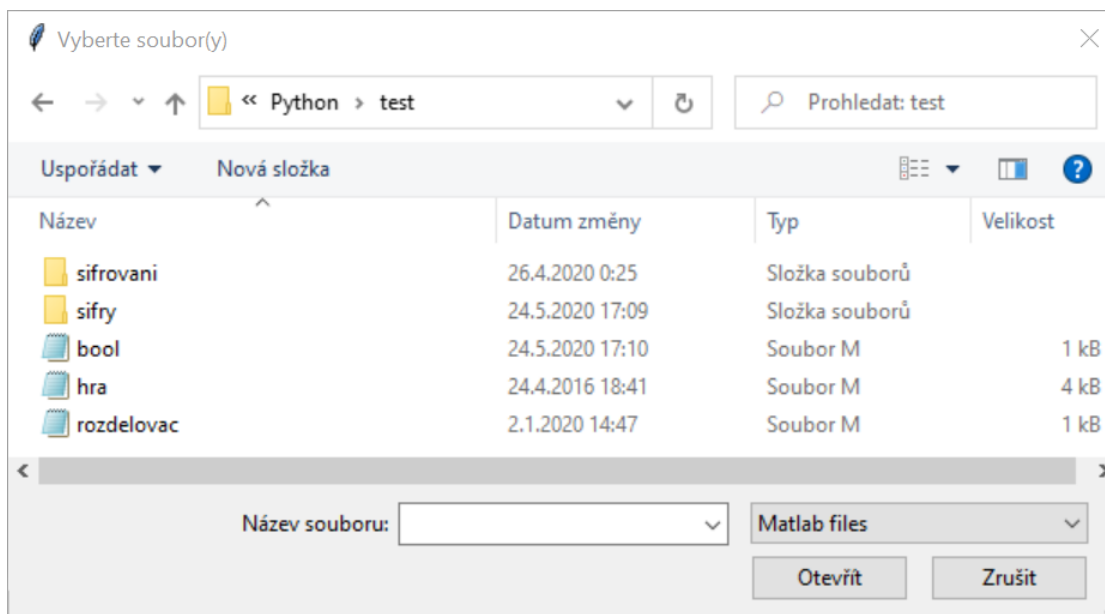 Vyberte soubor(y)
« Python › test
Prohledat: test
Uspořádat
Nová složka
?
Název Datum změny Typ Velikost
sifrovani 26.4.2020 0:25 Složka souborů
sifry 24.5.2020 17:09 Složka souborů
bool 24.5.2020 17:10 Soubor M 1 kB
hra 24.4.2016 18:41 Soubor M 4 kB
rozdelovac 2.1.2020 14:47 Soubor M 1 kB
Název souboru: Matlab files
Otevřít Zrušit